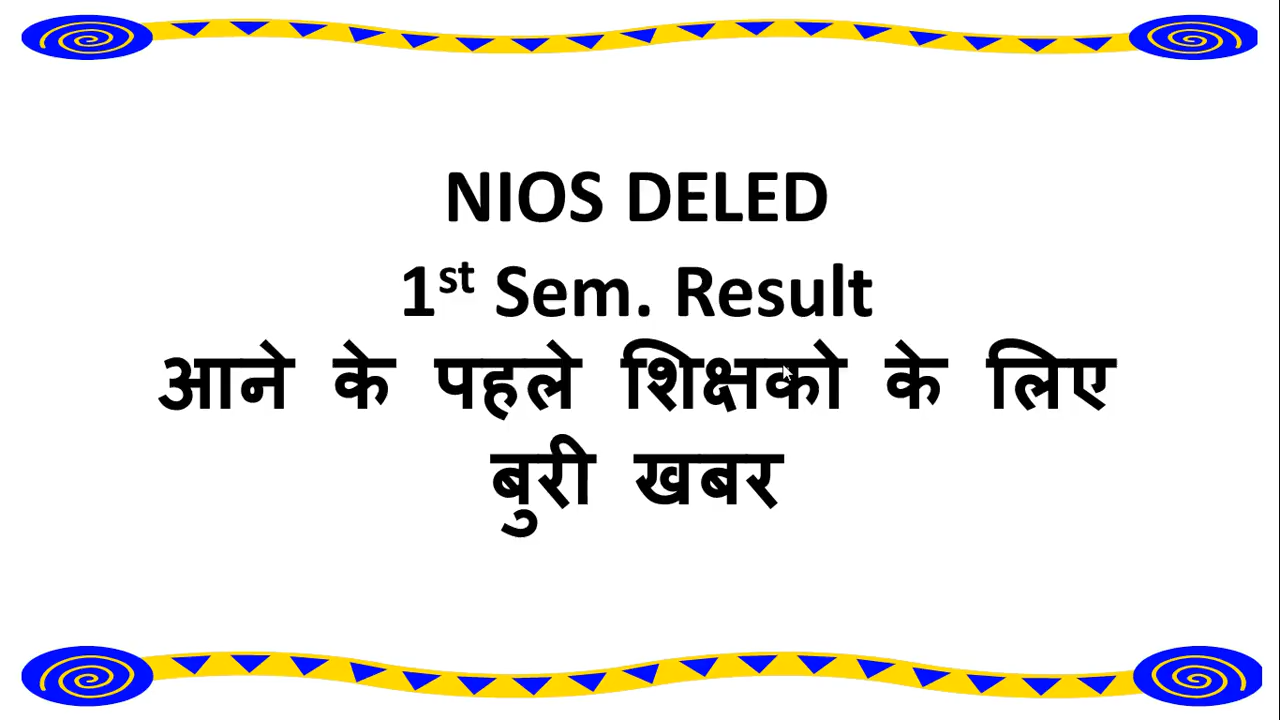 NIOS DELED
1st Sem. Result
आने के पहले शिक्षको के लिए
बुरी खबर